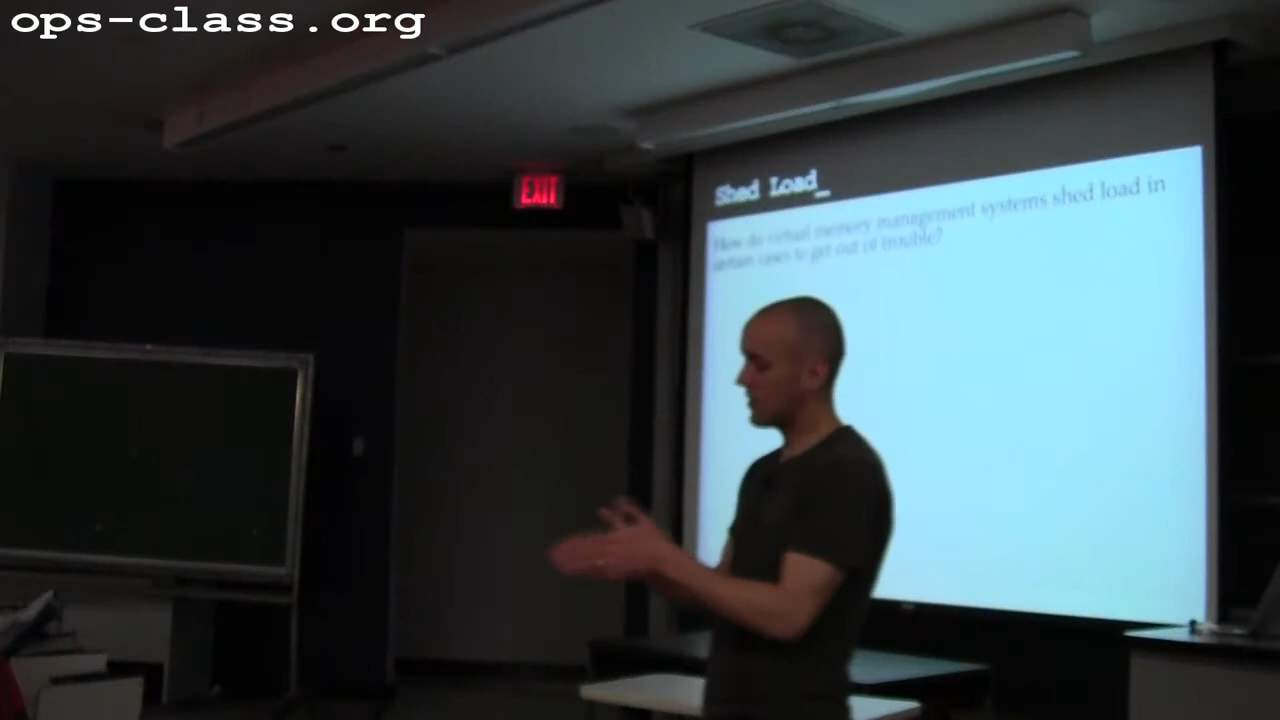 ops-class.org
EXIT
Shed Load_
How do virtual memory management systems shed load in
certain cases to get out of trouble?